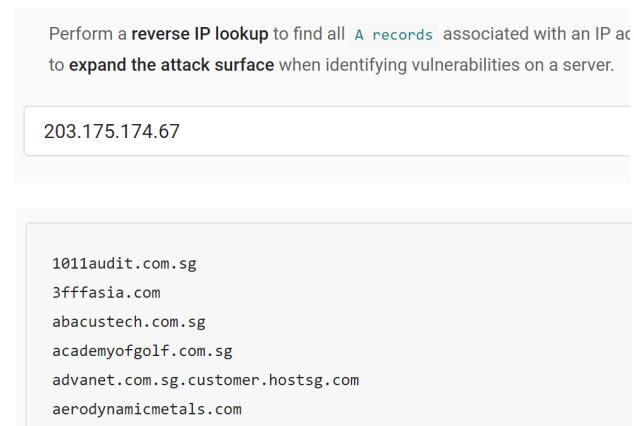 Perform a reverse IP lookup to find all A records associated with an IP
to expand the attack surface when identifying vulnerabilities on a server.
203.175.174.67
1011audit.com.sg
3fffasia.com
abacustech.com.sg
academyofgolf.com.sg
advanet.com.sg.customer.hostsg.com
aerodynamicmetals.com